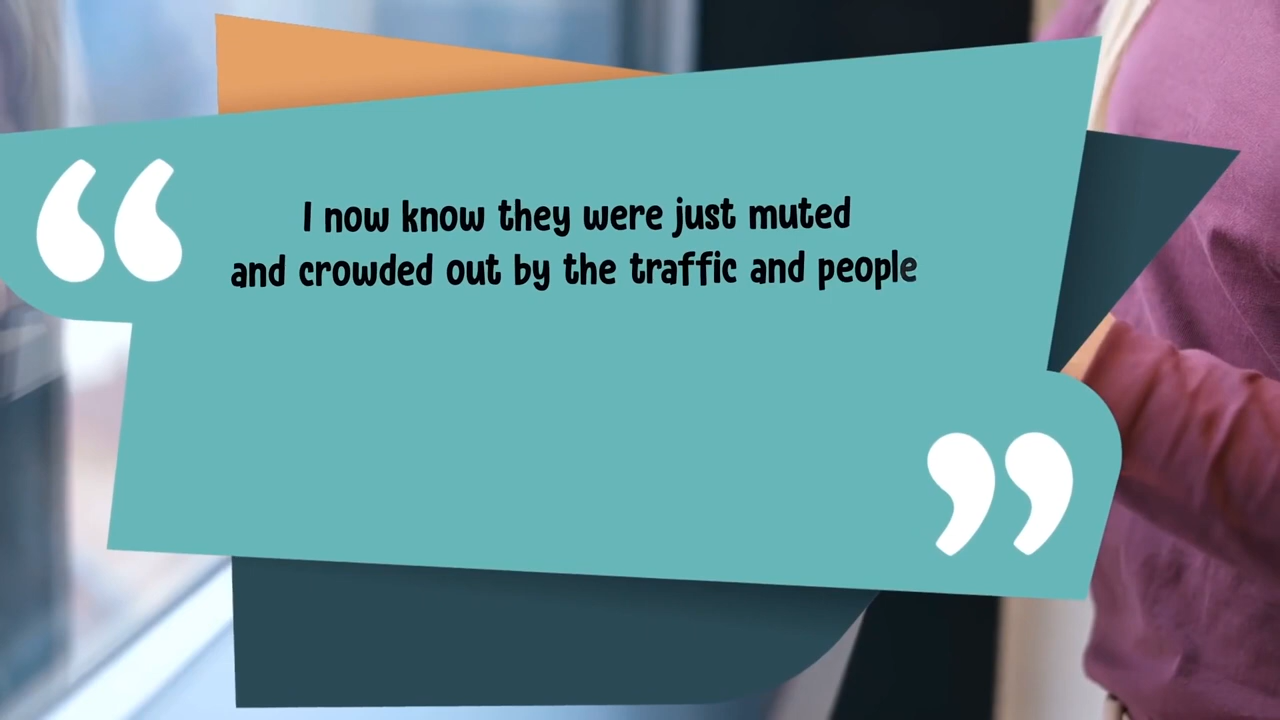 I now know they were just muted
and crowded out by the traffic and people